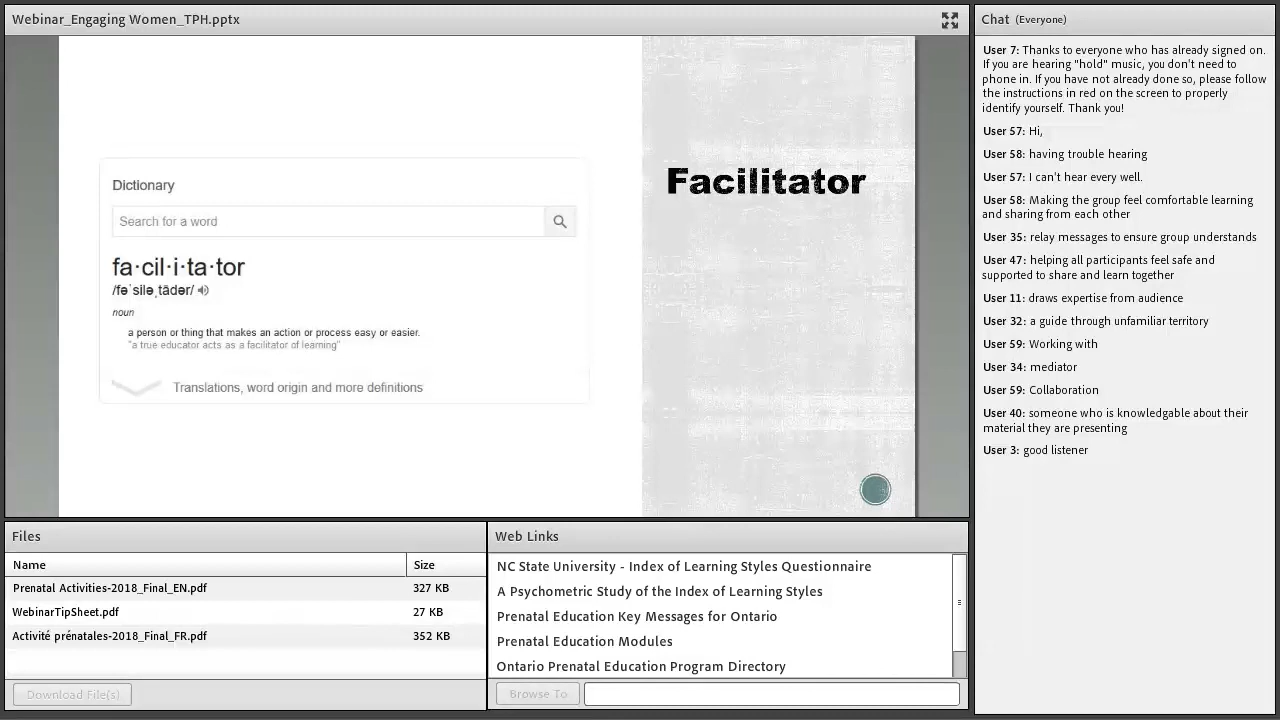 Webinar_Engaging Women_TPH.pptx
Facilitator
Dictionary
Search for a word
fa·cil·i·ta·tor
/fəˈsiləˌtādər/
noun
a person or thing that makes an action or process easy or easier.
"a true educator acts as a facilitator of learning"
Translations, word origin and more definitions
Files
Name Size
Prenatal Activities-2018_Final_EN.pdf 327 KB
WebinarTipSheet.pdf 27 KB
Activité prénatales-2018_Final_FR.pdf 352 KB
Download File(s)
Web Links
NC State University - Index of Learning Styles Questionnaire
A Psychometric Study of the Index of Learning Styles
Prenatal Education Key Messages for Ontario
Prenatal Education Modules
Ontario Prenatal Education Program Directory
Browse To
Chat (Everyone)
User 7: Thanks to everyone who has already signed on.
If you are hearing "hold" music, you don't need to
phone in. If you have not already done so, please follow
the instructions in red on the screen to properly
identify yourself. Thank you!
User 57: Hi,
User 58: having trouble hearing
User 57: I can't hear every well.
User 58: Making the group feel comfortable learning
and sharing from each other
User 35: relay messages to ensure group understands
User 47: helping all participants feel safe and
supported to share and learn together
User 11: draws expertise from audience
User 32: a guide through unfamiliar territory
User 59: Working with
User 34: mediator
User 59: Collaboration
User 40: someone who is knowledgable about their
material they are presenting
User 3: good listener